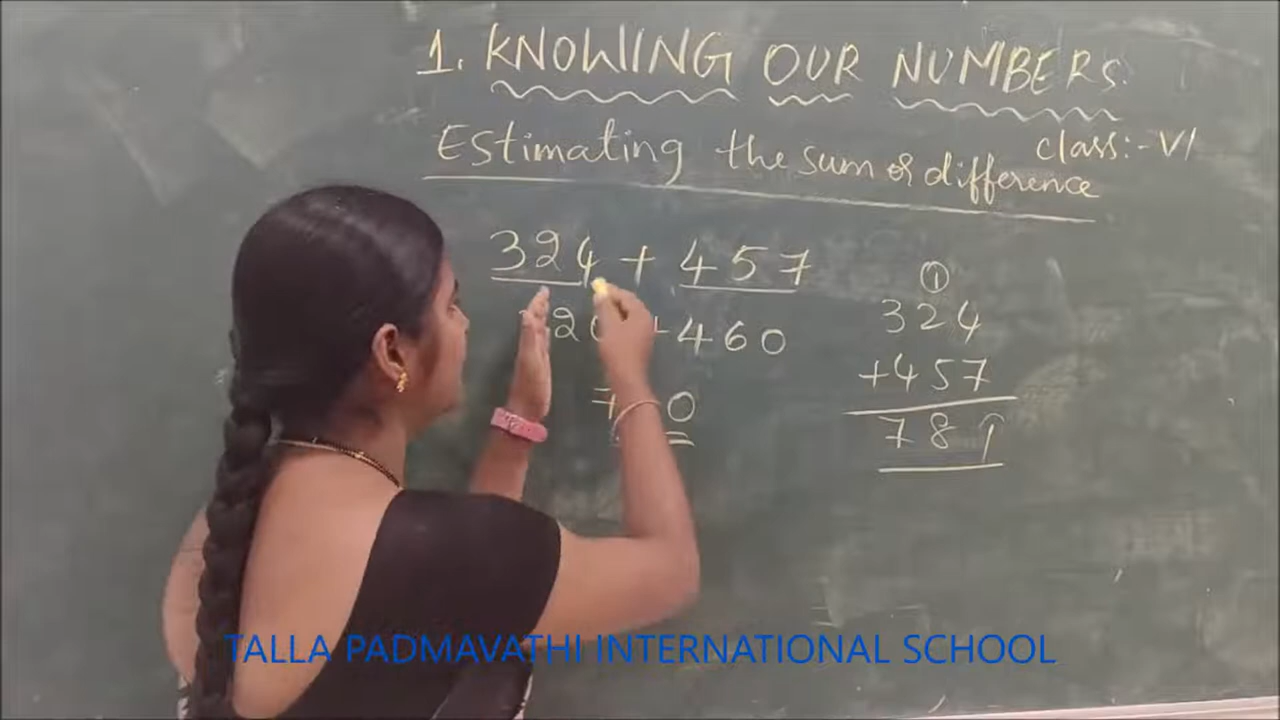 1. KNOWING OUR NUMBERS.
class:- VI
Estimating the sum or difference
324 + 457
+ 460
①
324
+457
781
TALLA PADMAVATHI INTERNATIONAL SCHOOL